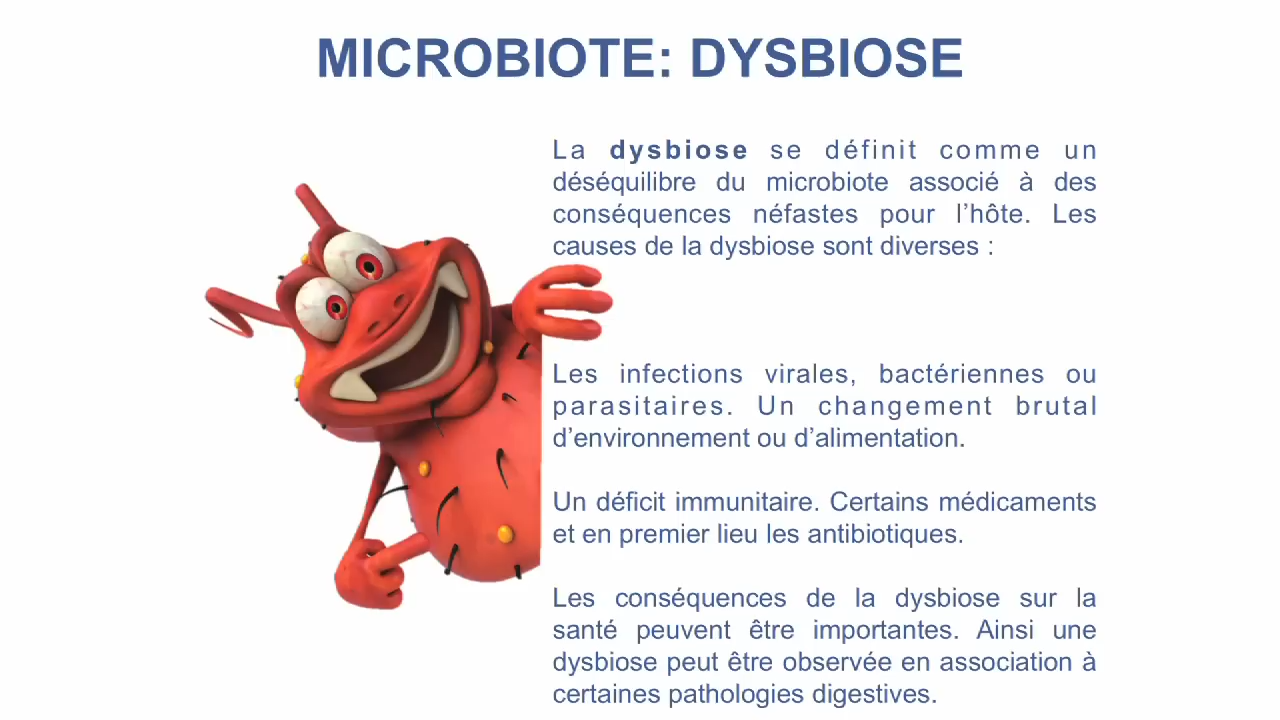 MICROBIOTE: DYSBIOSE
La dysbiose se définit comme un
déséquilibre du microbiote associé à des
conséquences néfastes pour l’hôte. Les
causes de la dysbiose sont diverses :
Les infections virales, bactériennes ou
parasitaires. Un changement brutal
d’environnement ou d’alimentation.
Un déficit immunitaire. Certains médicaments
et en premier lieu les antibiotiques.
Les conséquences de la dysbiose sur la
santé peuvent être importantes. Ainsi une
dysbiose peut être observée en association à
certaines pathologies digestives.